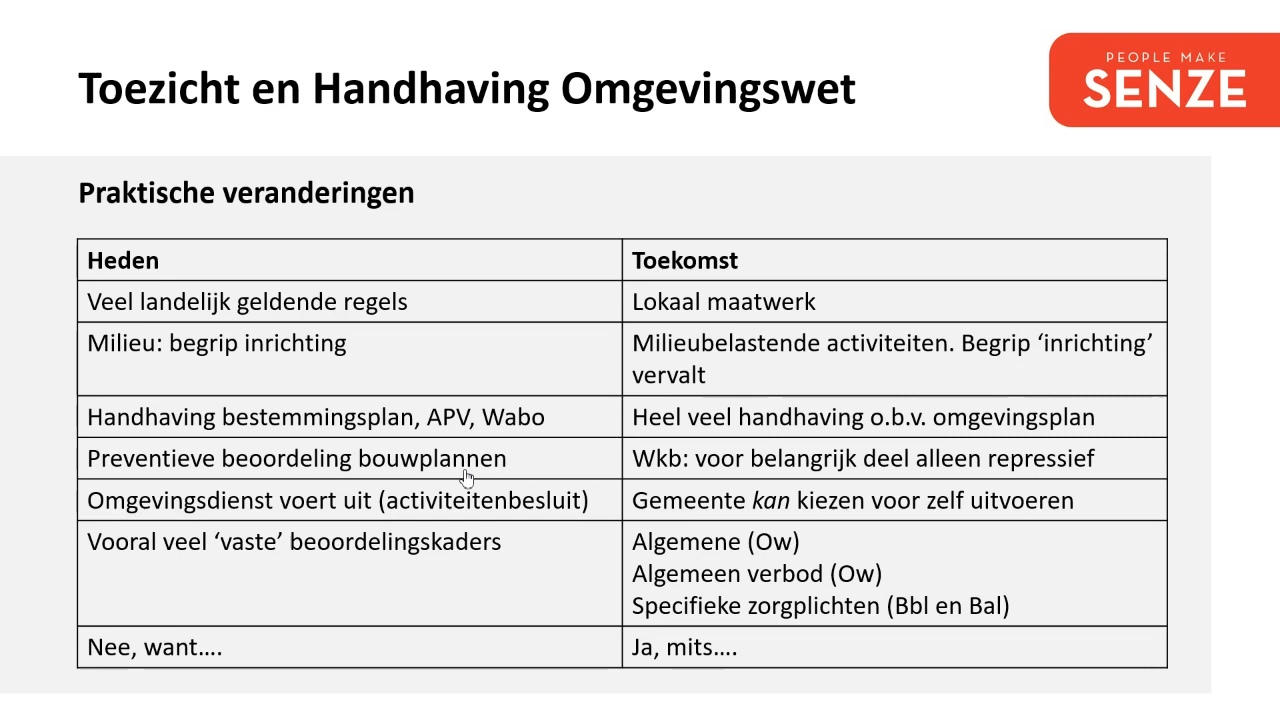 PEOPLE MAKE
SENZE
Toezicht en Handhaving Omgevingswet
Praktische veranderingen
Heden
Toekomst
Veel landelijk geldende regels
Lokaal maatwerk
Milieu: begrip inrichting
Milieubelastende activiteiten. Begrip ‘inrichting’
vervalt
Handhaving bestemmingsplan, APV, Wabo
Heel veel handhaving o.b.v. omgevingsplan
Preventieve beoordeling bouwplannen
Wkb: voor belangrijk deel alleen repressief
Omgevingsdienst voert uit (activiteitenbesluit)
Gemeente kan kiezen voor zelf uitvoeren
Vooral veel ‘vaste’ beoordelingskaders
Algemene (Ow)
Algemeen verbod (Ow)
Specifieke zorgplichten (Bbl en Bal)
Nee, want….
Ja, mits….